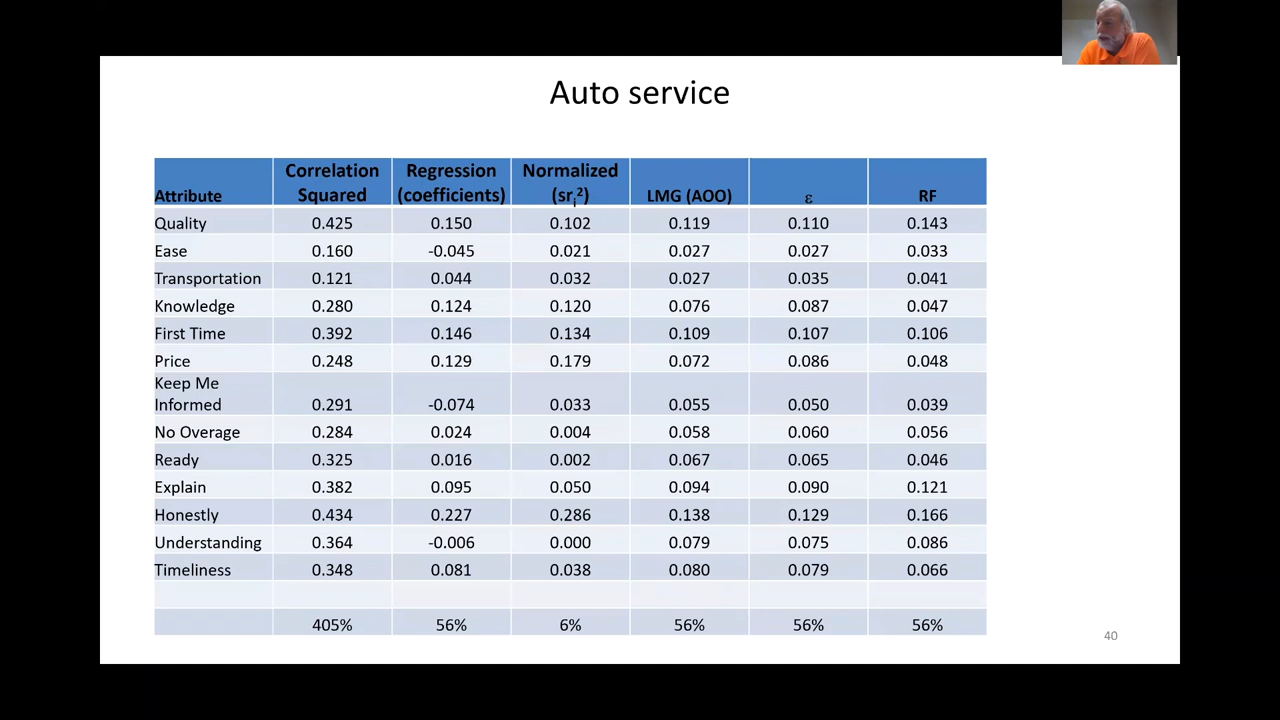 Auto service
Attribute Correlation Squared Regression (coefficients) Normalized (sri²) LMG (AOO) ε RF
Quality 0.425 0.150 0.102 0.119 0.110 0.143
Ease 0.160 -0.045 0.021 0.027 0.027 0.033
Transportation 0.121 0.044 0.032 0.027 0.035 0.041
Knowledge 0.280 0.124 0.120 0.076 0.087 0.047
First Time 0.392 0.146 0.134 0.109 0.107 0.106
Price 0.248 0.129 0.179 0.072 0.086 0.048
Keep Me
Informed 0.291 -0.074 0.033 0.055 0.050 0.039
No Overage 0.284 0.024 0.004 0.058 0.060 0.056
Ready 0.325 0.016 0.002 0.067 0.065 0.046
Explain 0.382 0.095 0.050 0.094 0.090 0.121
Honestly 0.434 0.227 0.286 0.138 0.129 0.166
Understanding 0.364 -0.006 0.000 0.079 0.075 0.086
Timeliness 0.348 0.081 0.038 0.080 0.079 0.066
405% 56% 6% 56% 56% 56%
40